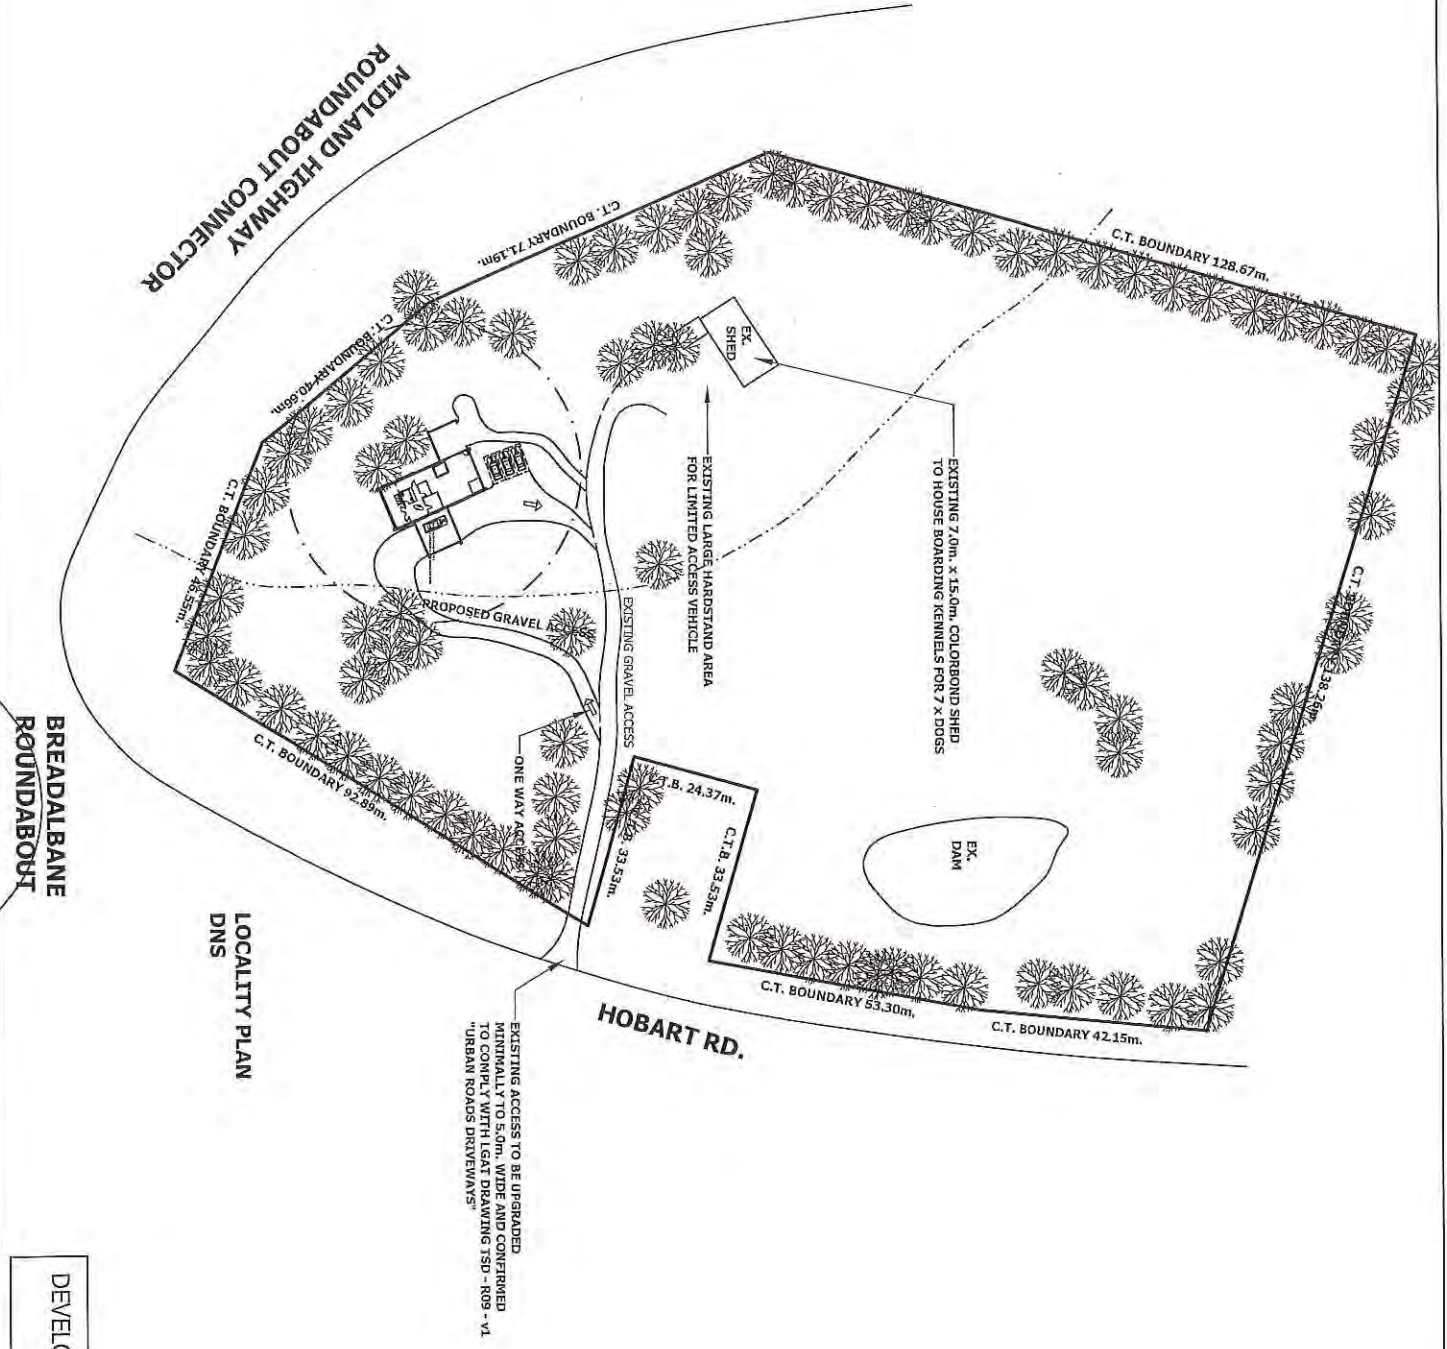 MIDLAND HIGHWAY
ROUNDABOUT CONNECTOR
C.T. BOUNDARY 128.67m.
C.T. BOUNDARY 71.19m.
C.T. BOUNDARY 40.66m.
C.T. BOUNDARY 46.55m.
C.T. BOUNDARY 92.89m.
EX.
SHED
EXISTING 7.0m. x 15.0m. COLORBOND SHED
TO HOUSE BOARDING KENNELS FOR 7 x DOGS
EXISTING LARGE HARDSTAND AREA
FOR LIMITED ACCESS VEHICLE
PROPOSED GRAVEL ACCESS
EXISTING GRAVEL ACCESS
ONE WAY ACCESS
C.T.B. 24.37m.
C.T.B. 33.53m.
33.53m.
EX.
DAM
C.T.
C.T. BOUNDARY 53.30m.
C.T. BOUNDARY 42.15m.
HOBART RD.
EXISTING ACCESS TO BE UPGRADED
MINIMALLY TO 5.0m. WIDE AND CONFIRMED
TO COMPLY WITH LGAT DRAWING TSD - R09 - v1
"URBAN ROADS DRIVEWAYS"
BREADALBANE
ROUNDABOUT
LOCALITY PLAN
DNS